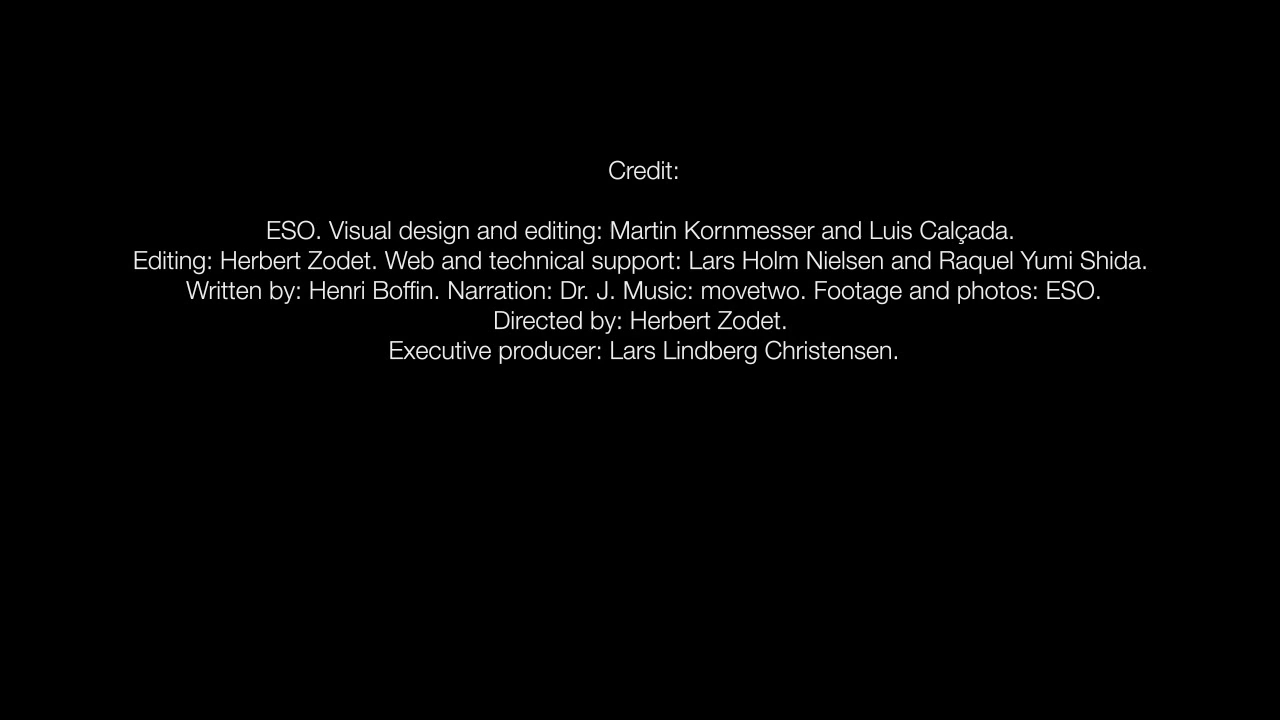 Credit:
ESO. Visual design and editing: Martin Kornmesser and Luis Calçada.
Editing: Herbert Zodet. Web and technical support: Lars Holm Nielsen and Raquel Yumi Shida.
Written by: Henri Boffin. Narration: Dr. J. Music: movetwo. Footage and photos: ESO.
Directed by: Herbert Zodet.
Executive producer: Lars Lindberg Christensen.